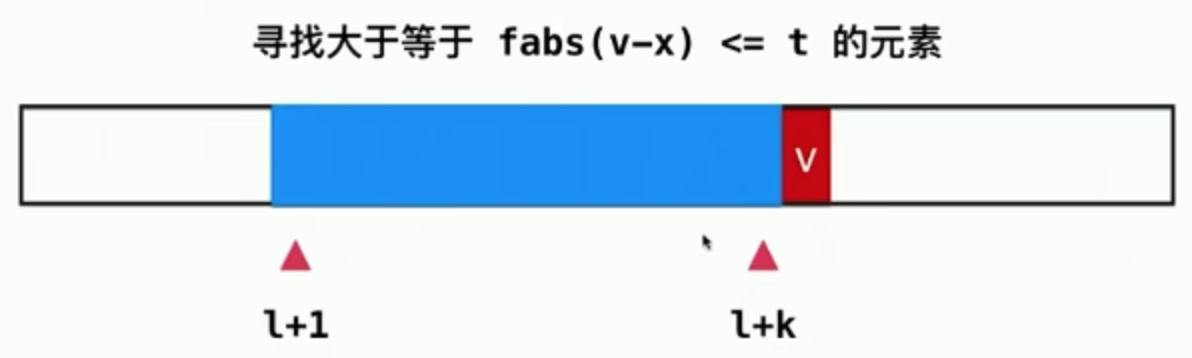 寻找大于等于 fabs(v-x) <= t 的元素
v
l+1
l+k